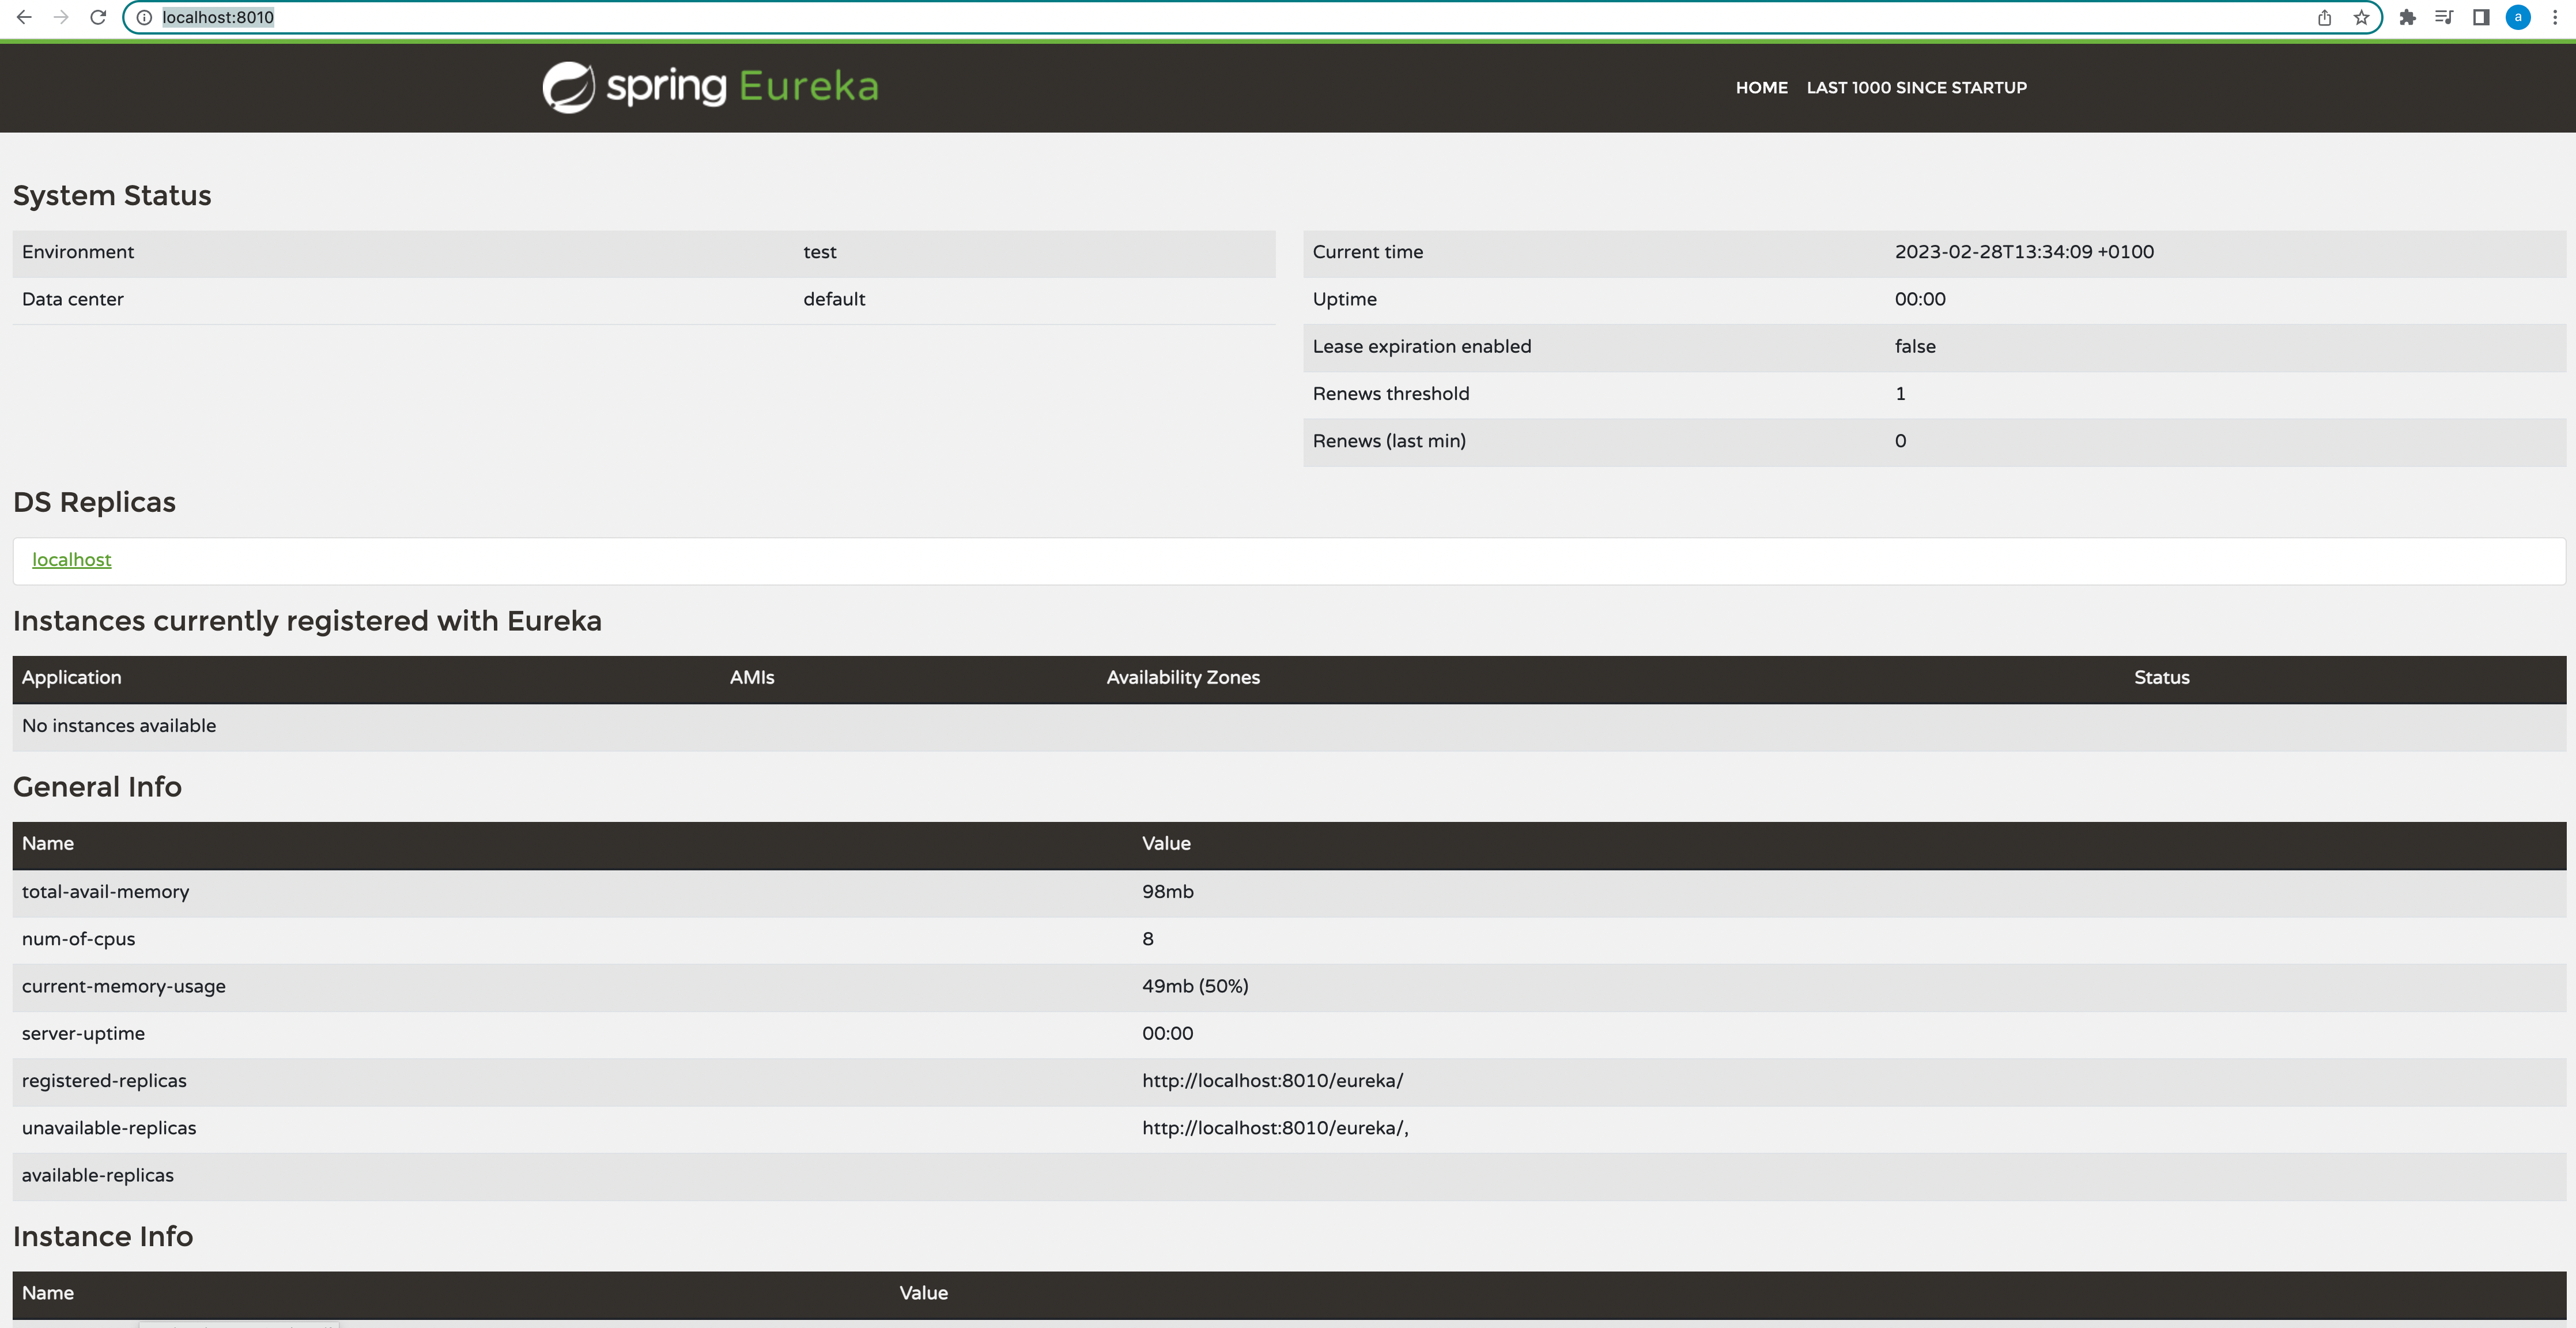 localhost:8010
a
spring Eureka
HOME LAST 1000 SINCE STARTUP
System Status
Environment test
Data center default
Current time 2023-02-28T13:34:09 +0100
Uptime 00:00
Lease expiration enabled false
Renews threshold 1
Renews (last min) 0
DS Replicas
localhost
Instances currently registered with Eureka
Application AMIs Availability Zones Status
No instances available
General Info
Name Value
total-avail-memory 98mb
num-of-cpus 8
current-memory-usage 49mb (50%)
server-uptime 00:00
registered-replicas http://localhost:8010/eureka/
unavailable-replicas http://localhost:8010/eureka/,
available-replicas
Instance Info
Name Value